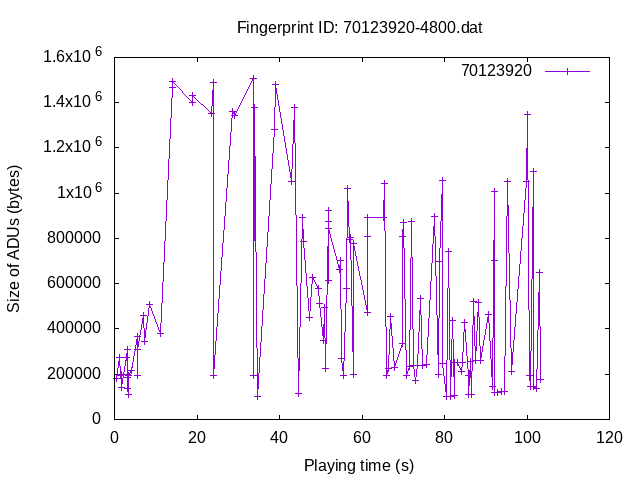 Fingerprint ID: 70123920-4800.dat
70123920
1.6x10^6
1.4x10^6
1.2x10^6
1x10^6
800000
600000
400000
200000
0
Size of ADUs (bytes)
0 20 40 60 80 100 120
Playing time (s)